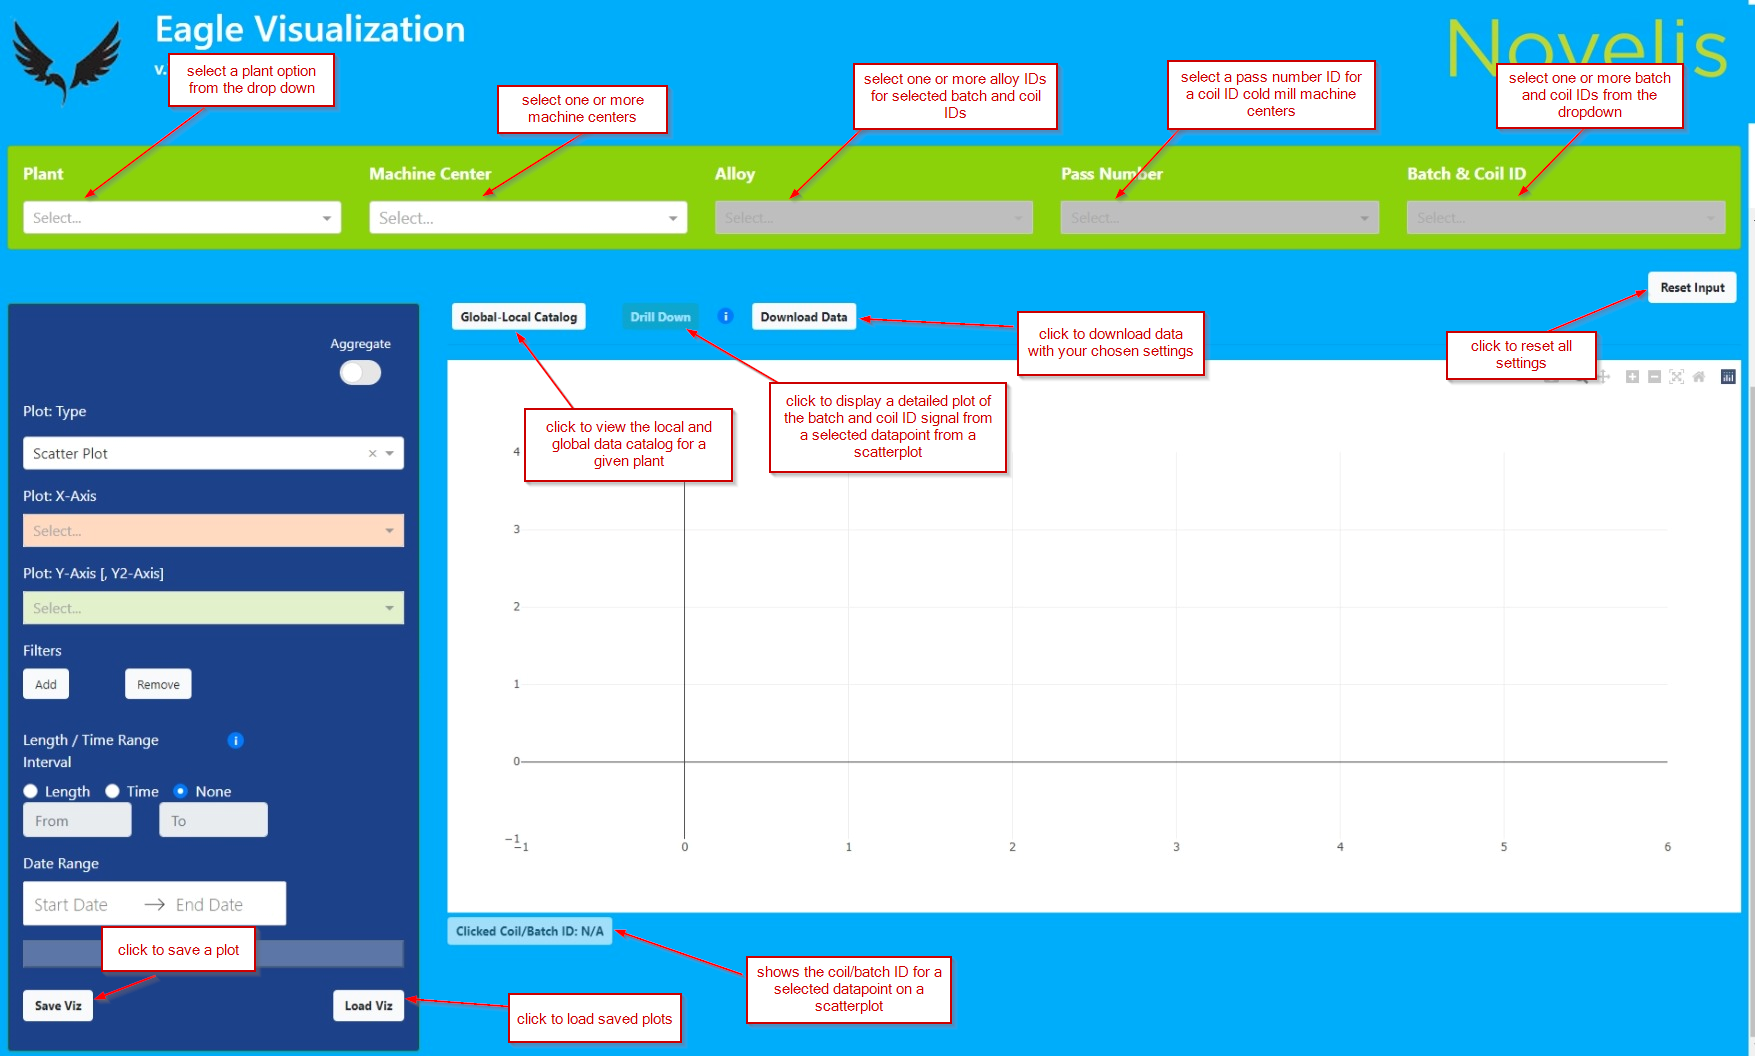 Eagle Visualization
Novelis
v.
select a plant option
from the drop down
select one or more
machine centers
select one or more alloy IDs
for selected batch and coil
IDs
select a pass number ID for
a coil ID cold mill machine
centers
select one or more batch
and coil IDs from the
dropdown
Plant
Machine Center
Alloy
Pass Number
Batch & Coil ID
Select...
Select...
Select...
Select...
Select...
Reset Input
click to reset all
settings
Global-Local Catalog
Drill Down
i
Download Data
click to download data
with your chosen settings
click to view the local and
global data catalog for a
given plant
click to display a detailed plot of
the batch and coil ID signal from
a selected datapoint from a
scatterplot
Aggregate
Plot: Type
Scatter Plot
Plot: X-Axis
Select...
Plot: Y-Axis [, Y2-Axis]
Select...
Filters
Add
Remove
Length / Time Range
Interval
i
Length
Time
None
From
To
Date Range
Start Date
End Date
click to save a plot
Save Viz
Load Viz
click to load saved plots
4
3
2
1
0
−1
−1
0
1
2
3
4
5
6
Clicked Coil/Batch ID: N/A
shows the coil/batch ID for a
selected datapoint on a
scatterplot